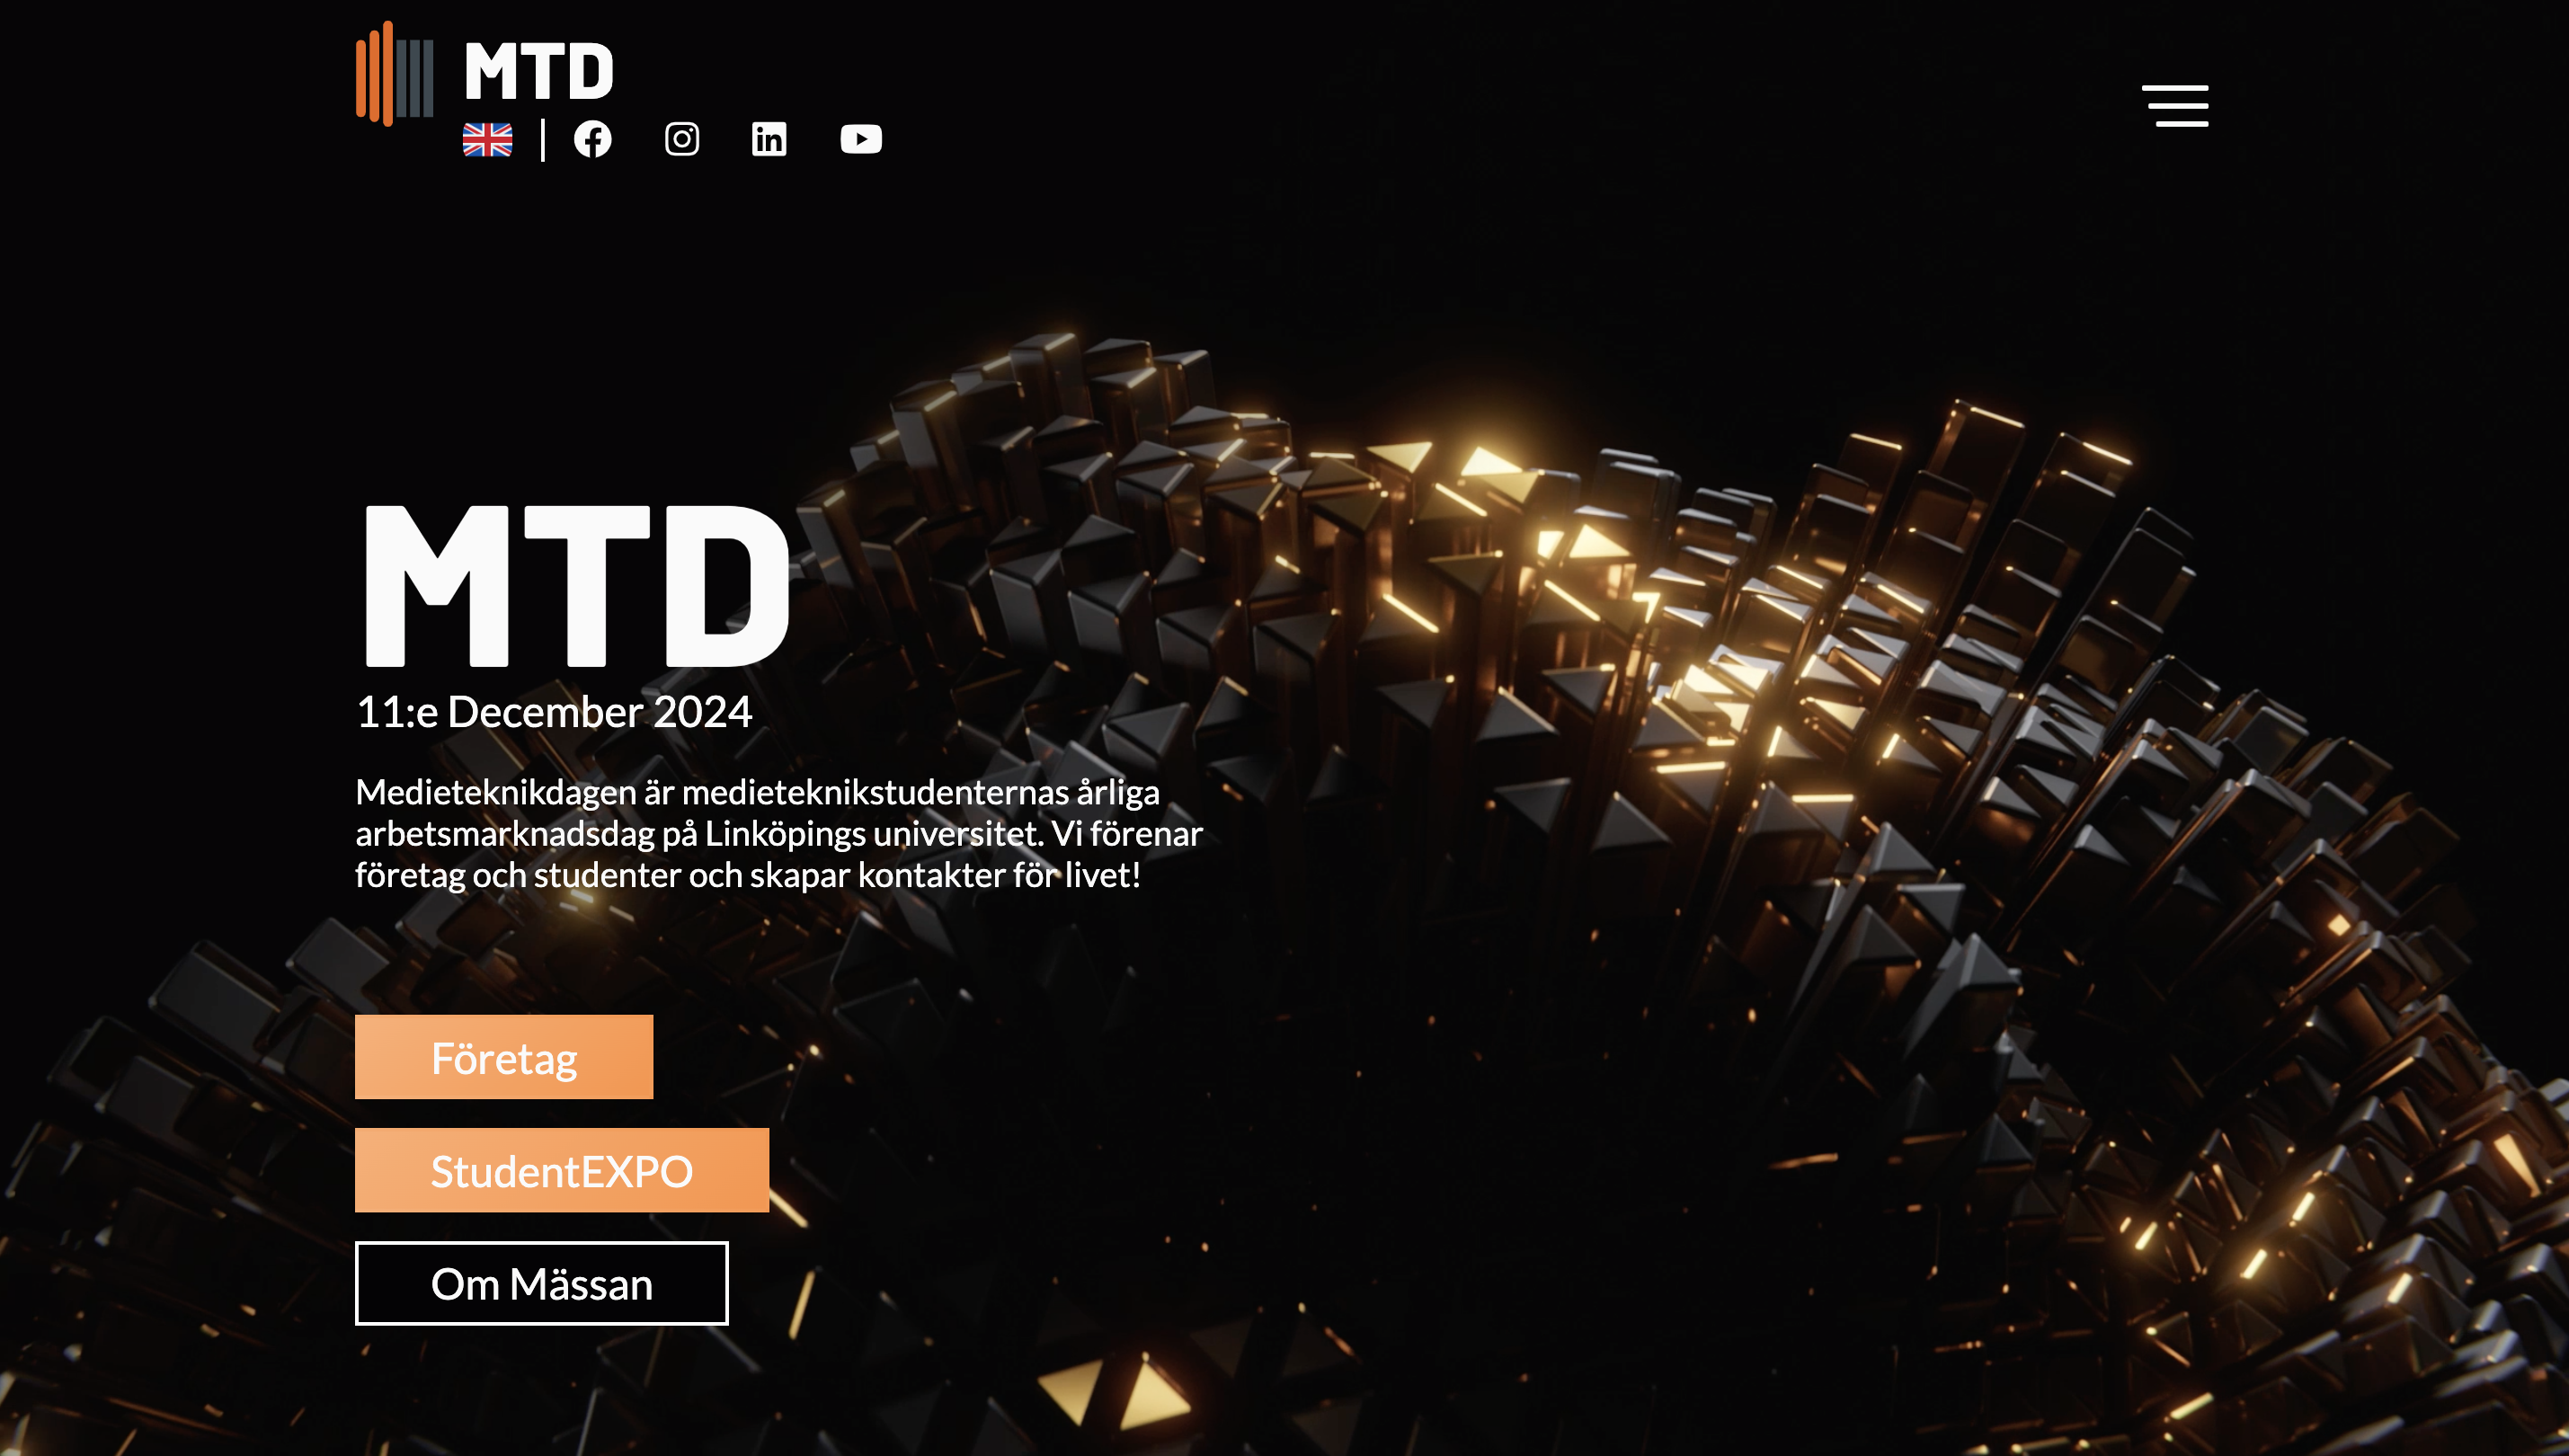 MTD
MTD
11:e December 2024
Medieteknikdagen är medieteknikstudenternas årliga
arbetsmarknadsdag på Linköpings universitet. Vi förenar
företag och studenter och skapar kontakter för livet!
Företag
StudentEXPO
Om Mässan